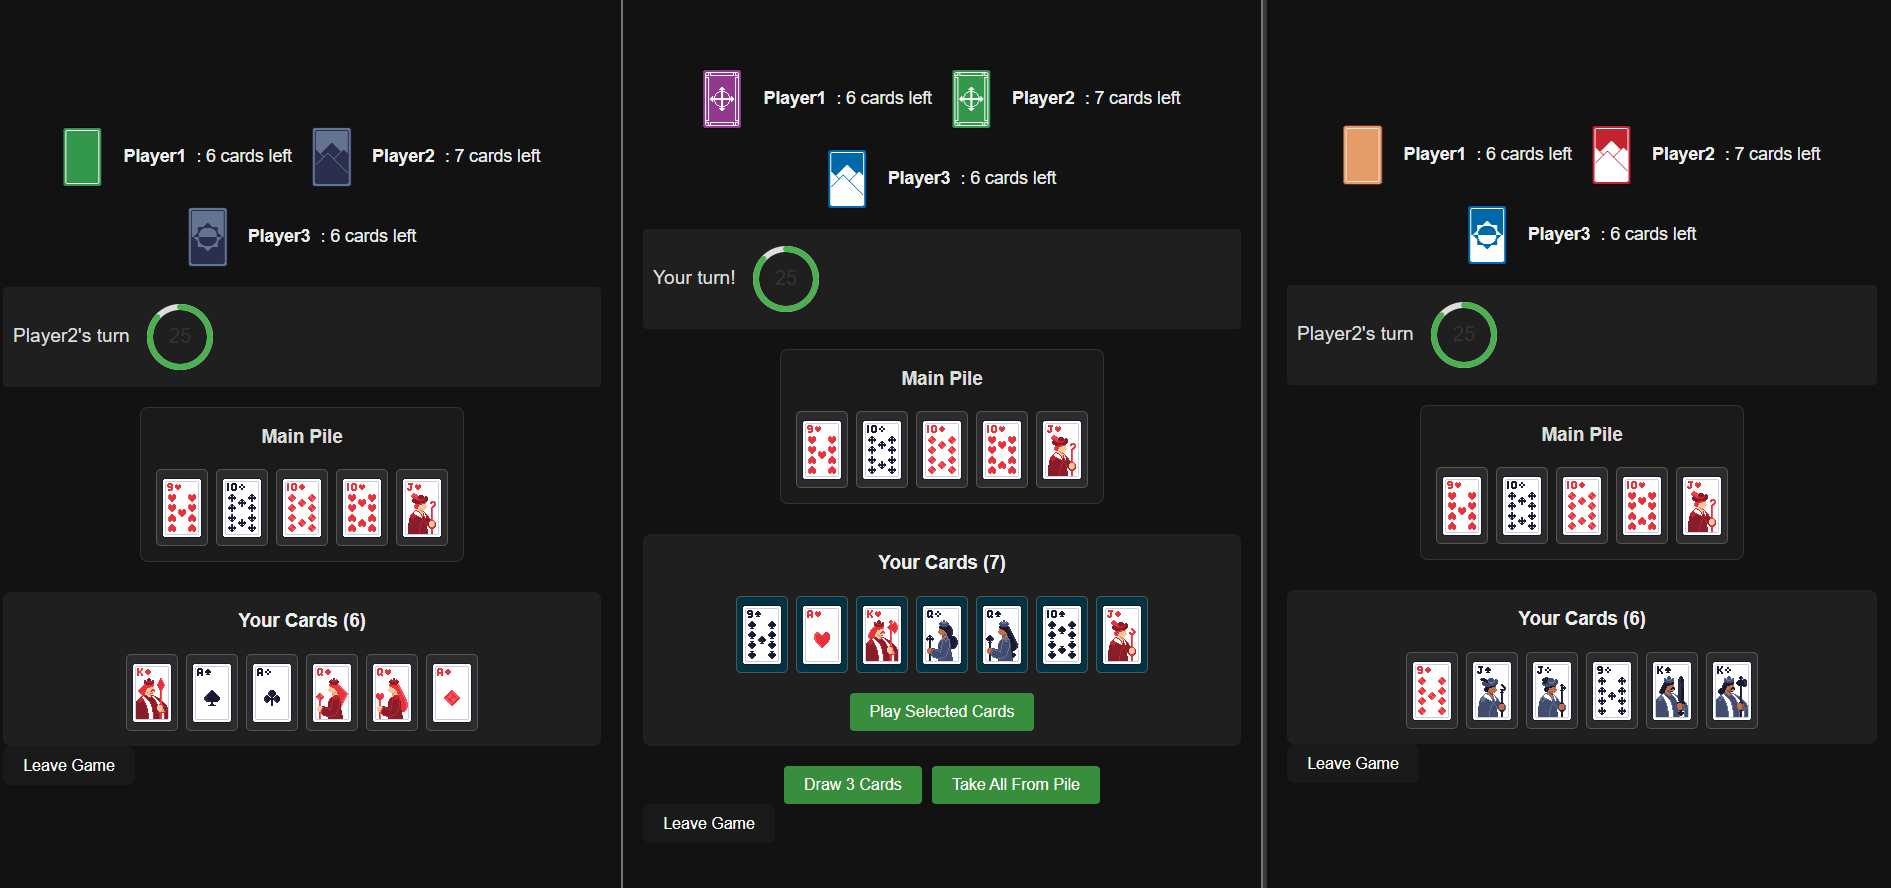 Player1 : 6 cards left Player2 : 7 cards left
Player3 : 6 cards left
Player2's turn 25
Main Pile
9 10 10 10 J
Your Cards (6)
K A A Q Q A
Leave Game
Player1 : 6 cards left Player2 : 7 cards left
Player3 : 6 cards left
Your turn! 25
Main Pile
9 10 10 10 J
Your Cards (7)
9 A K Q Q 10 J
Play Selected Cards
Draw 3 Cards Take All From Pile
Leave Game
Player1 : 6 cards left Player2 : 7 cards left
Player3 : 6 cards left
Player2's turn 25
Main Pile
9 10 10 10 J
Your Cards (6)
9 J J 9 K K
Leave Game